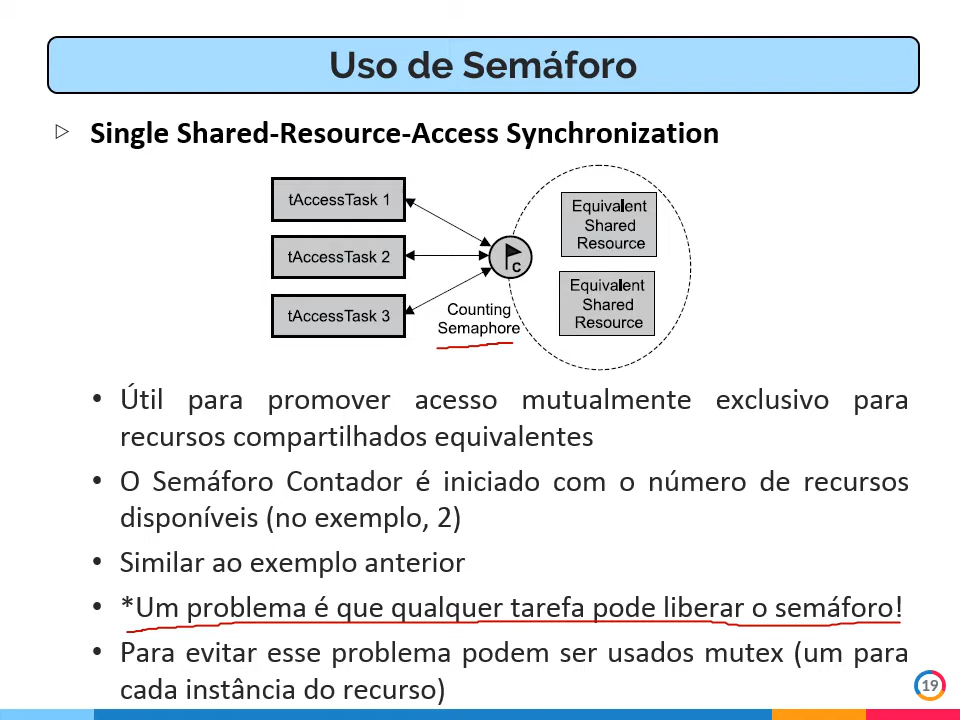 Uso de Semáforo
Single Shared-Resource-Access Synchronization
tAccessTask 1
tAccessTask 2
tAccessTask 3
C
Counting
Semaphore
Equivalent
Shared
Resource
Equivalent
Shared
Resource
• Útil para promover acesso mutualmente exclusivo para
recursos compartilhados equivalentes
• O Semáforo Contador é iniciado com o número de recursos
disponíveis (no exemplo, 2)
• Similar ao exemplo anterior
• *Um problema é que qualquer tarefa pode liberar o semáforo!
• Para evitar esse problema podem ser usados mutex (um para
cada instância do recurso)
19